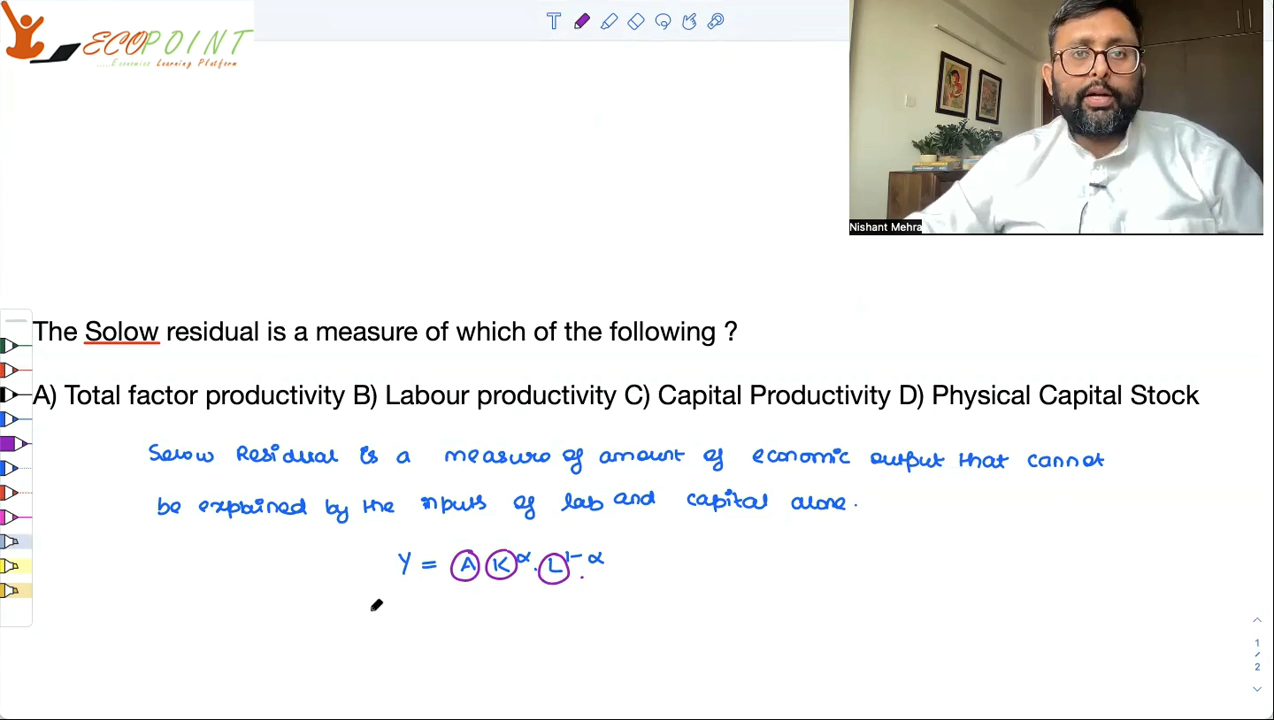 ECOPOINT
.....Economics Learning Platform
T
Nishant Mehra
The Solow residual is a measure of which of the following ?
A) Total factor productivity B) Labour productivity C) Capital Productivity D) Physical Capital Stock
Solow Residual is a measure of amount of economic output that cannot
be explained by the inputs of lab and capital alone.
Y = A K^α . L^1-α
1
/
2